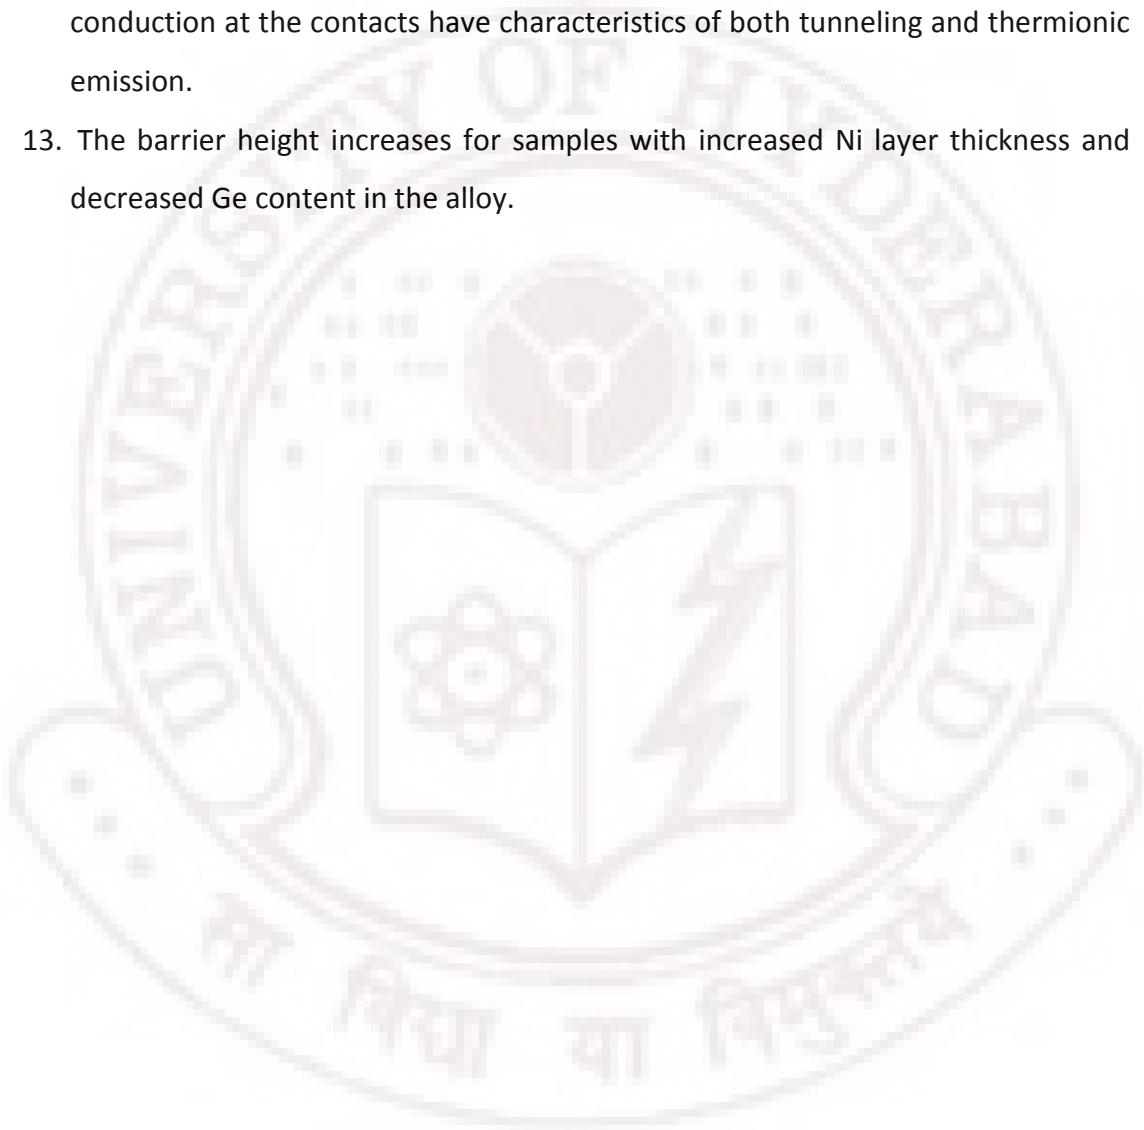 conduction at the contacts have characteristics of both tunneling and thermionic
emission.
13. The barrier height increases for samples with increased Ni layer thickness and
decreased Ge content in the alloy.
UNIVERSITY OF HYDERABAD
सा विद्या या विमुक्तये